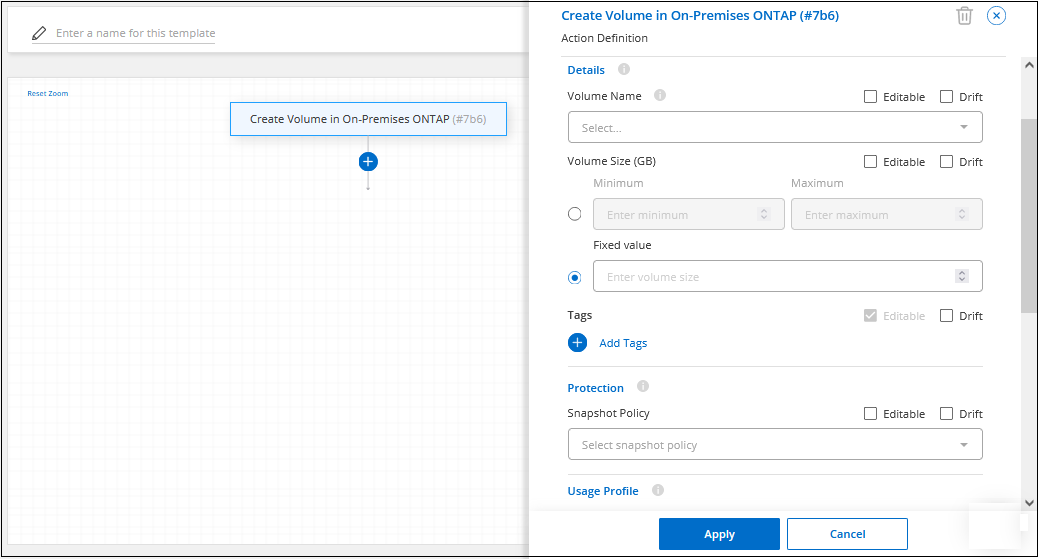 Enter a name for this template
Reset Zoom
Create Volume in On-Premises ONTAP (#7b6)
Create Volume in On-Premises ONTAP (#7b6)
Action Definition
Details
Volume Name Editable Drift
Select...
Volume Size (GB) Editable Drift
Minimum Maximum
Enter minimum Enter maximum
Fixed value
Enter volume size
Tags Editable Drift
Add Tags
Protection
Snapshot Policy Editable Drift
Select snapshot policy
Usage Profile
Apply Cancel